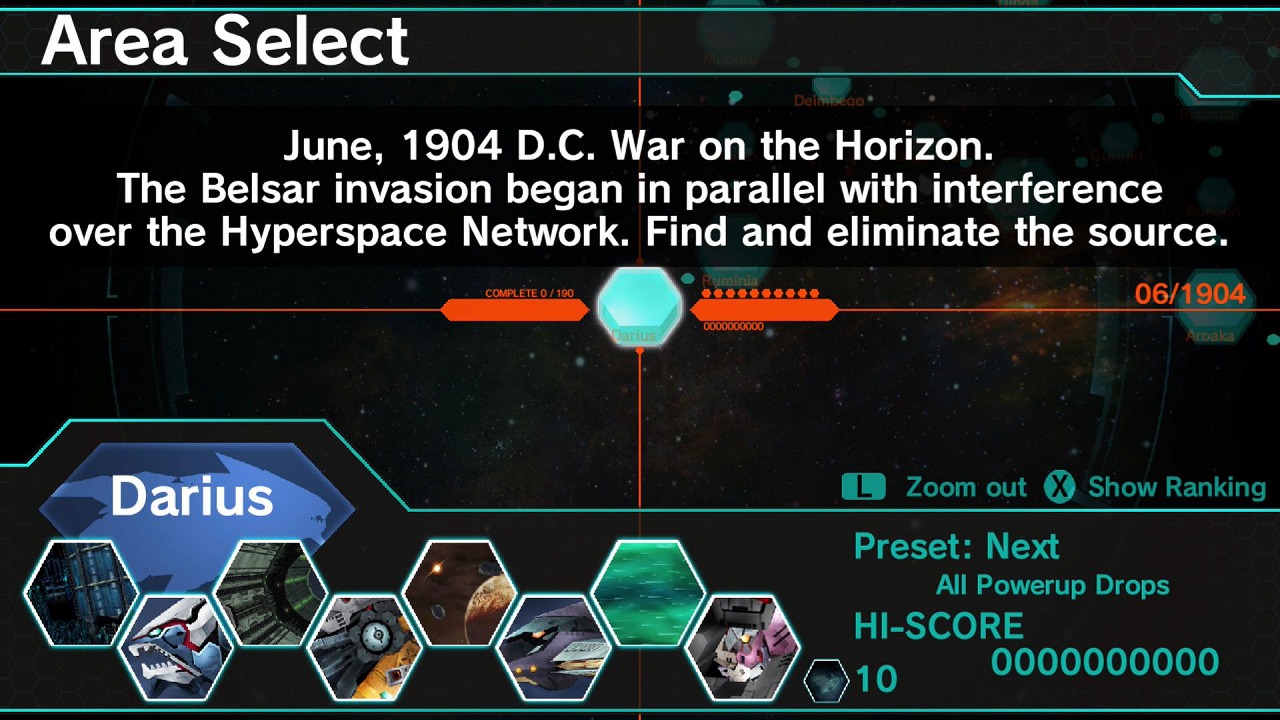 Area Select
Deimbego
June, 1904 D.C. War on the Horizon.
The Belsar invasion began in parallel with interference
over the Hyperspace Network. Find and eliminate the source.
Ruminia
COMPLETE 0 / 190
06/1904
0000000000
Darius
Aroaka
Darius
L Zoom out X Show Ranking
Preset: Next
All Powerup Drops
HI-SCORE
0000000000
10